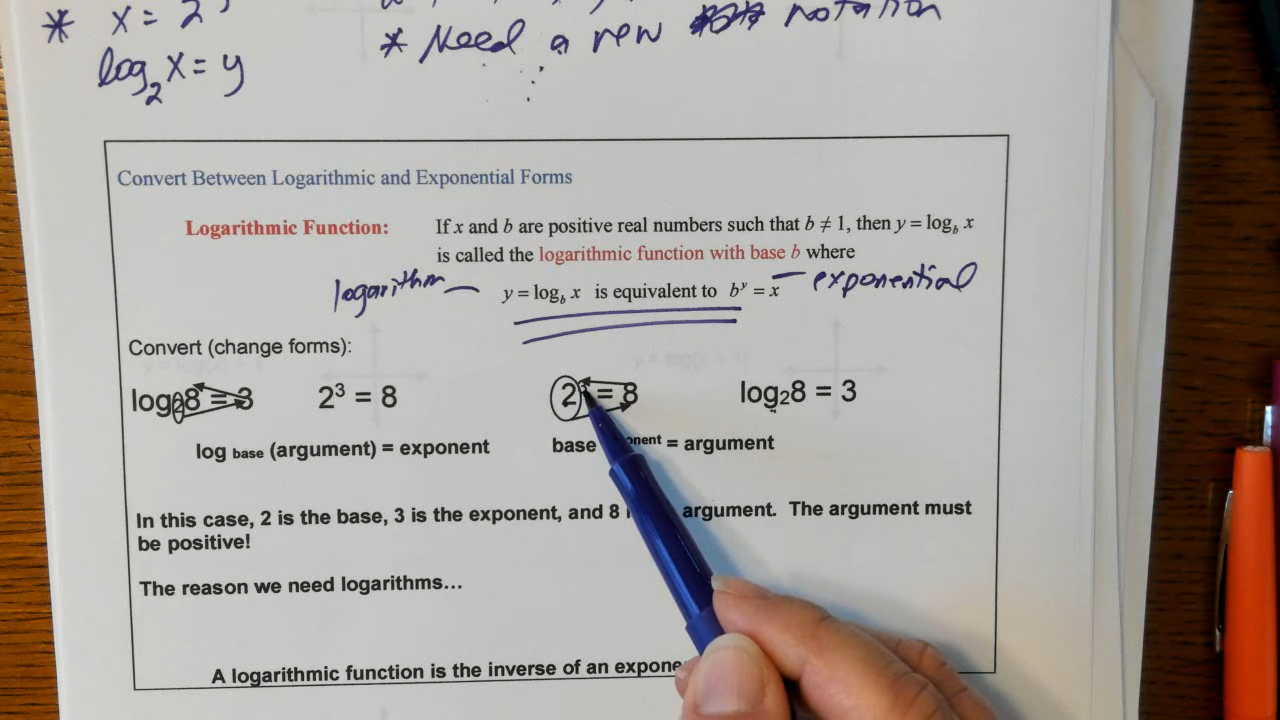 * x = 2
* Need a new notation
log₂ x = y
Convert Between Logarithmic and Exponential Forms
Logarithmic Function: If x and b are positive real numbers such that b ≠ 1, then y = log_b x
is called the logarithmic function with base b where
logarithm — y = log_b x is equivalent to b^y = x — exponential
Convert (change forms):
log₂8 = 3 2³ = 8 2³ = 8 log₂8 = 3
log base (argument) = exponent base = argument
In this case, 2 is the base, 3 is the exponent, and 8 argument. The argument must
be positive!
The reason we need logarithms…
A logarithmic function is the inverse of an